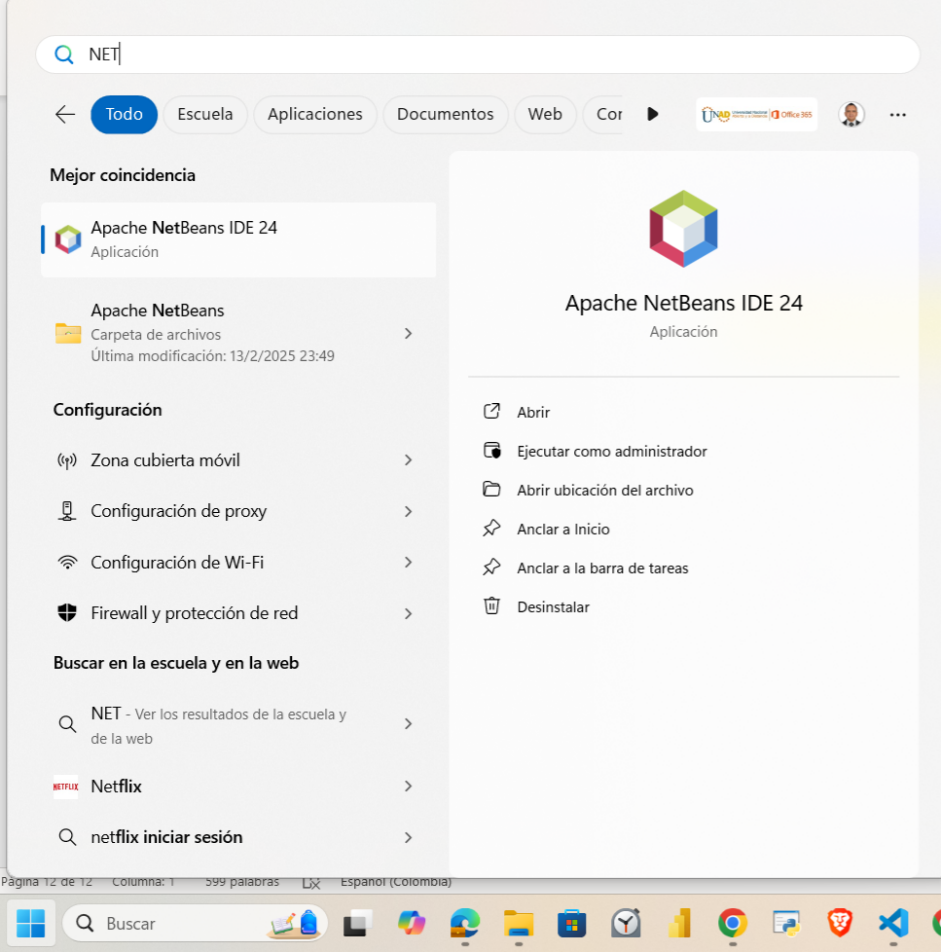 NET
Todo
Escuela
Aplicaciones
Documentos
Web
Cor
UNAD
Office 365
Mejor coincidencia
Apache NetBeans IDE 24
Aplicación
Apache NetBeans
Carpeta de archivos
Última modificación: 13/2/2025 23:49
Configuración
Zona cubierta móvil
Configuración de proxy
Configuración de Wi-Fi
Firewall y protección de red
Buscar en la escuela y en la web
NET - Ver los resultados de la escuela y
de la web
NETFLIX
Netflix
netflix iniciar sesión
Apache NetBeans IDE 24
Aplicación
Abrir
Ejecutar como administrador
Abrir ubicación del archivo
Anclar a Inicio
Anclar a la barra de tareas
Desinstalar
Página 12 de 12
Columna: 1
599 palabras
Español (Colombia)
Buscar